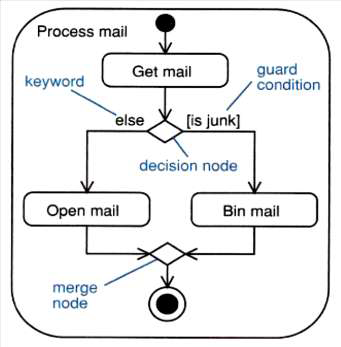 Process mail
Get mail
keyword
guard
condition
else
[is junk]
decision node
Open mail
Bin mail
merge
node